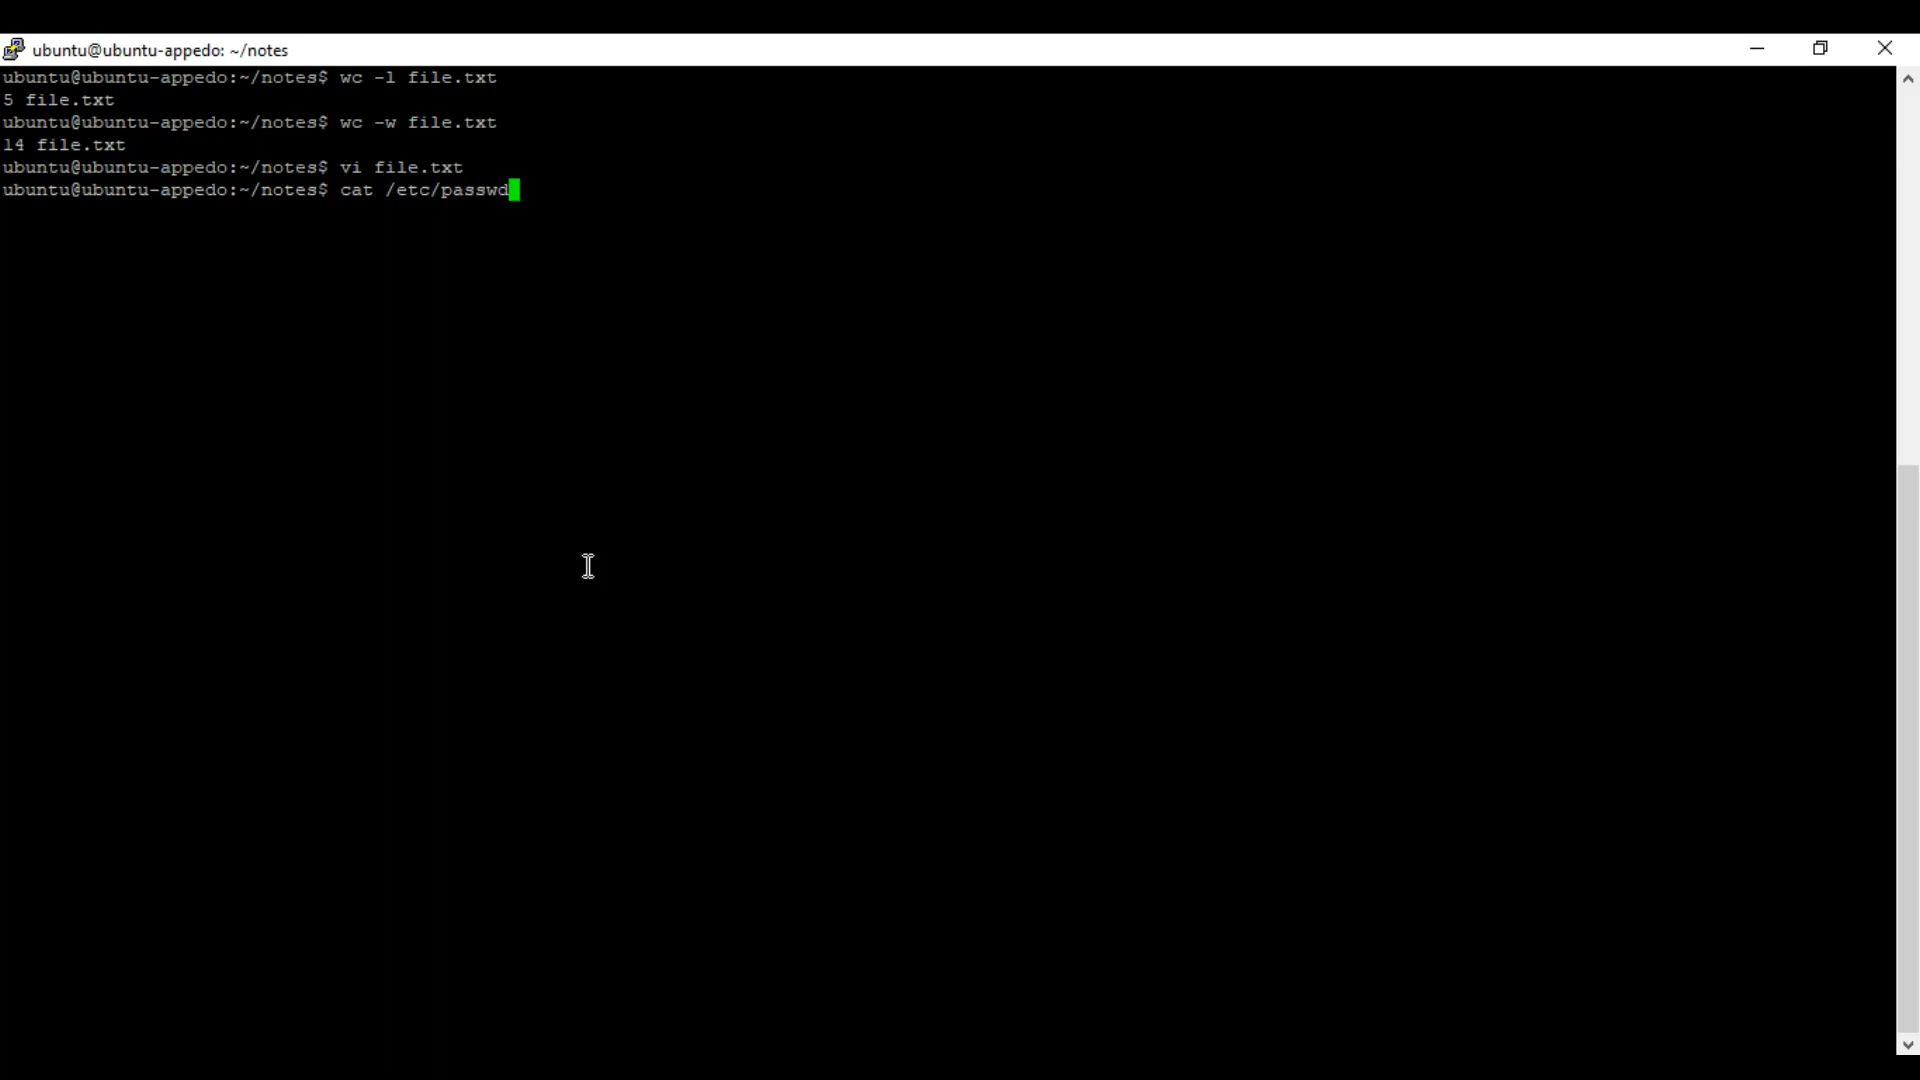 ubuntu@ubuntu-appedo: ~/notes
ubuntu@ubuntu-appedo:~/notes$ wc -l file.txt
5 file.txt
ubuntu@ubuntu-appedo:~/notes$ wc -w file.txt
14 file.txt
ubuntu@ubuntu-appedo:~/notes$ vi file.txt
ubuntu@ubuntu-appedo:~/notes$ cat /etc/passwd